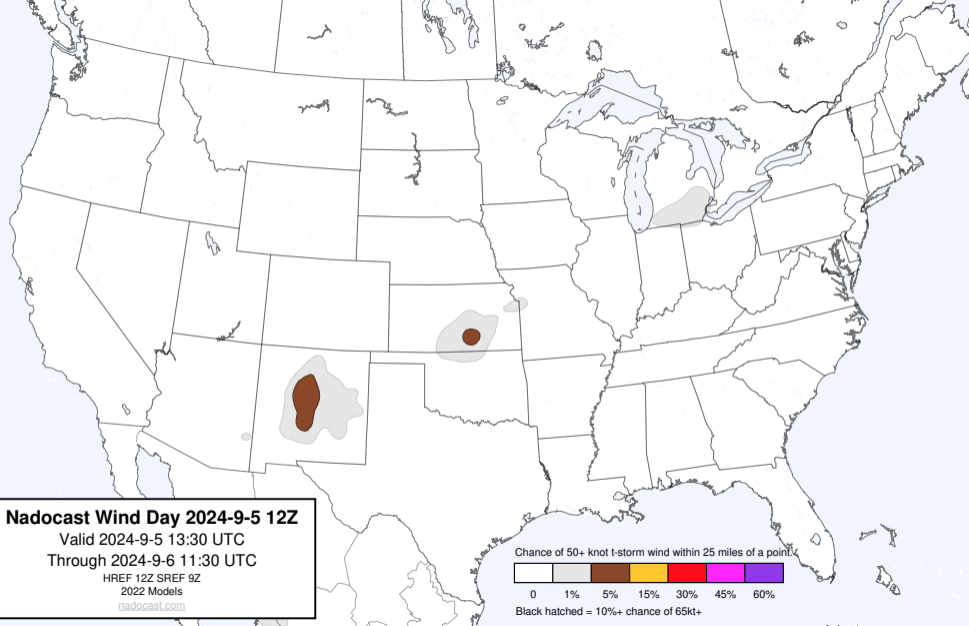 Nadocast Wind Day 2024-9-5 12Z
Valid 2024-9-5 13:30 UTC
Through 2024-9-6 11:30 UTC
HREF 12Z SREF 9Z
2022 Models
nadocast.com
Chance of 50+ knot t-storm wind within 25 miles of a point.
0 1% 5% 15% 30% 45% 60%
Black hatched = 10%+ chance of 65kt+